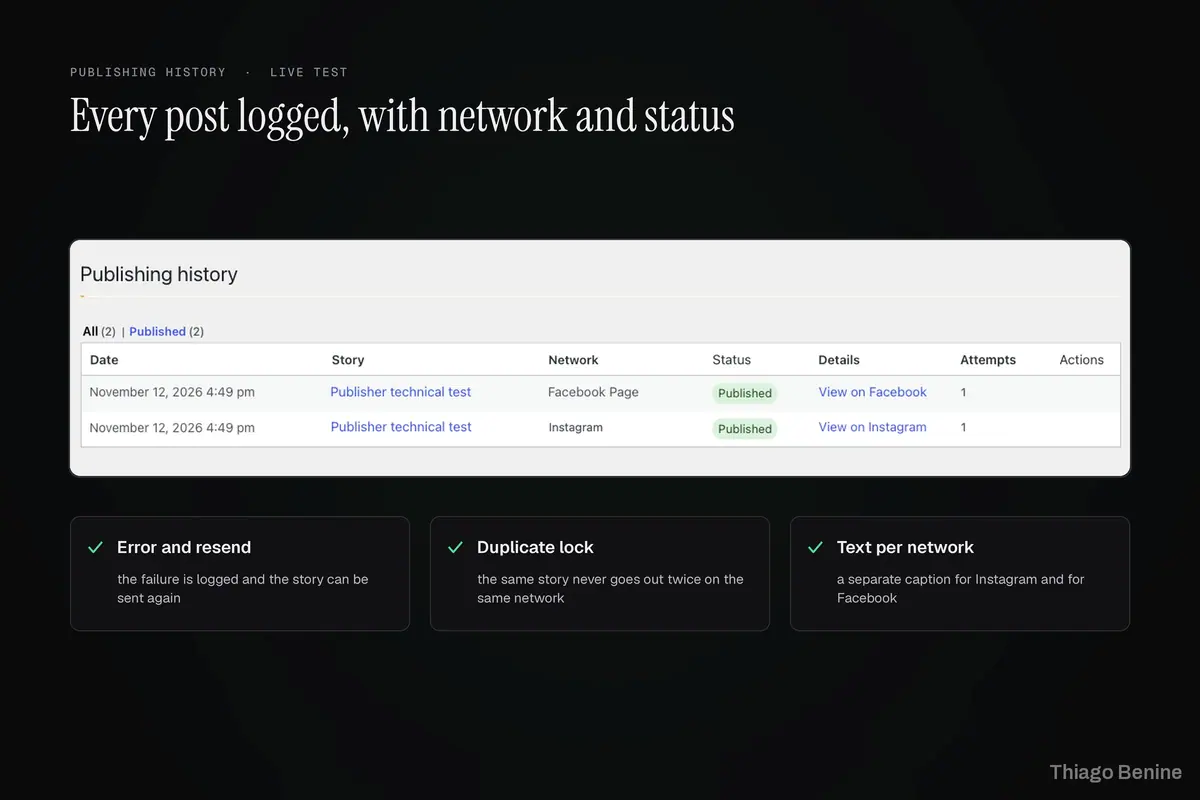 PUBLISHING HISTORY · LIVE TEST
Every post logged, with network and status
Publishing history
All (2) | Published (2)
Date Story Network Status Details Attempts Actions
November 12, 2026 4:49 pm Publisher technical test Facebook Page Published View on Facebook 1
November 12, 2026 4:49 pm Publisher technical test Instagram Published View on Instagram 1
Error and resend
the failure is logged and the story can be
sent again
Duplicate lock
the same story never goes out twice on the
same network
Text per network
a separate caption for Instagram and for
Facebook
Thiago Benine